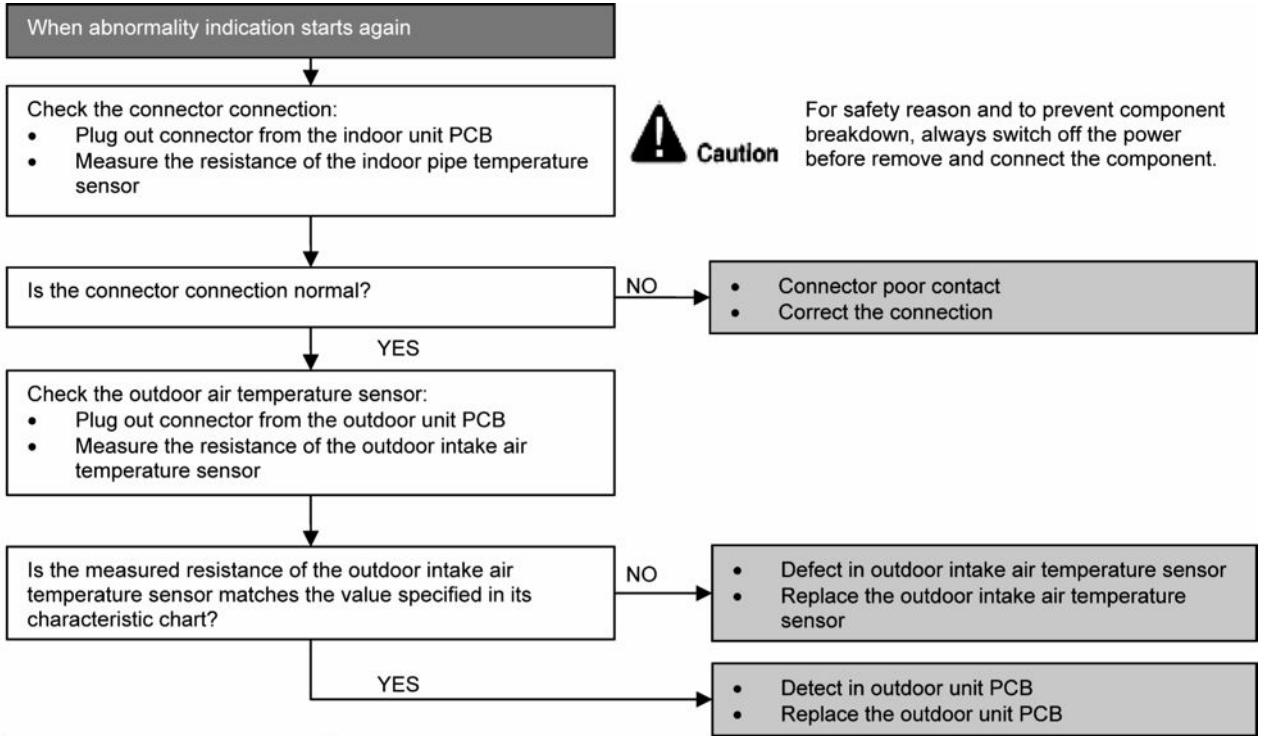 When abnormality indication starts again
Check the connector connection:
• Plug out connector from the indoor unit PCB
• Measure the resistance of the indoor pipe temperature
sensor
Caution
For safety reason and to prevent component
breakdown, always switch off the power
before remove and connect the component.
Is the connector connection normal?
NO
• Connector poor contact
• Correct the connection
YES
Check the outdoor air temperature sensor:
• Plug out connector from the outdoor unit PCB
• Measure the resistance of the outdoor intake air
temperature sensor
Is the measured resistance of the outdoor intake air
temperature sensor matches the value specified in its
characteristic chart?
NO
• Defect in outdoor intake air temperature sensor
• Replace the outdoor intake air temperature
sensor
YES
• Detect in outdoor unit PCB
• Replace the outdoor unit PCB